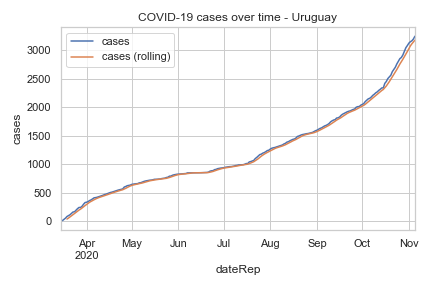 COVID-19 cases over time - Uruguay
cases
cases (rolling)
cases
3000
2500
2000
1500
1000
500
0
Apr May Jun Jul Aug Sep Oct Nov
2020
dateRep